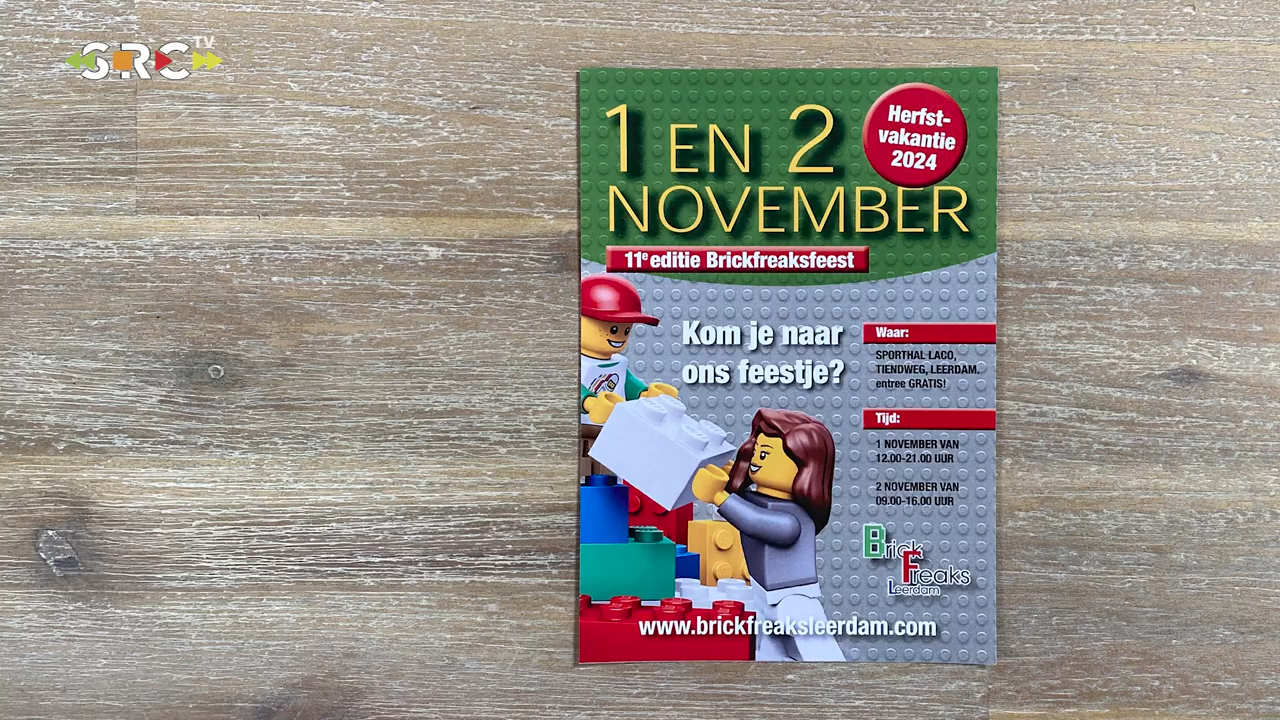 SRC TV
1 EN 2
NOVEMBER
Herfst-
vakantie
2024
11e editie Brickfreaksfeest
Kom je naar
ons feestje?
Waar:
SPORTHAL LACO,
TIENDWEG, LEERDAM.
entree GRATIS!
Tijd:
1 NOVEMBER VAN
12.00-21.00 UUR
2 NOVEMBER VAN
09.00-16.00 UUR
Brick
Freaks
Leerdam
www.brickfreaksleerdam.com